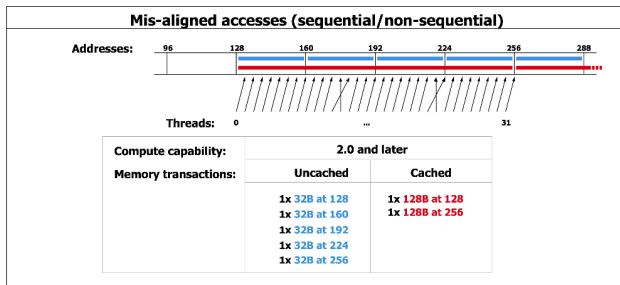 Mis-aligned accesses (sequential/non-sequential)
Addresses: 96 128 160 192 224 256 288
Threads: 0 ... 31
Compute capability: 2.0 and later
Memory transactions: Uncached Cached
1x 32B at 128 1x 128B at 128
1x 32B at 160 1x 128B at 256
1x 32B at 192
1x 32B at 224
1x 32B at 256